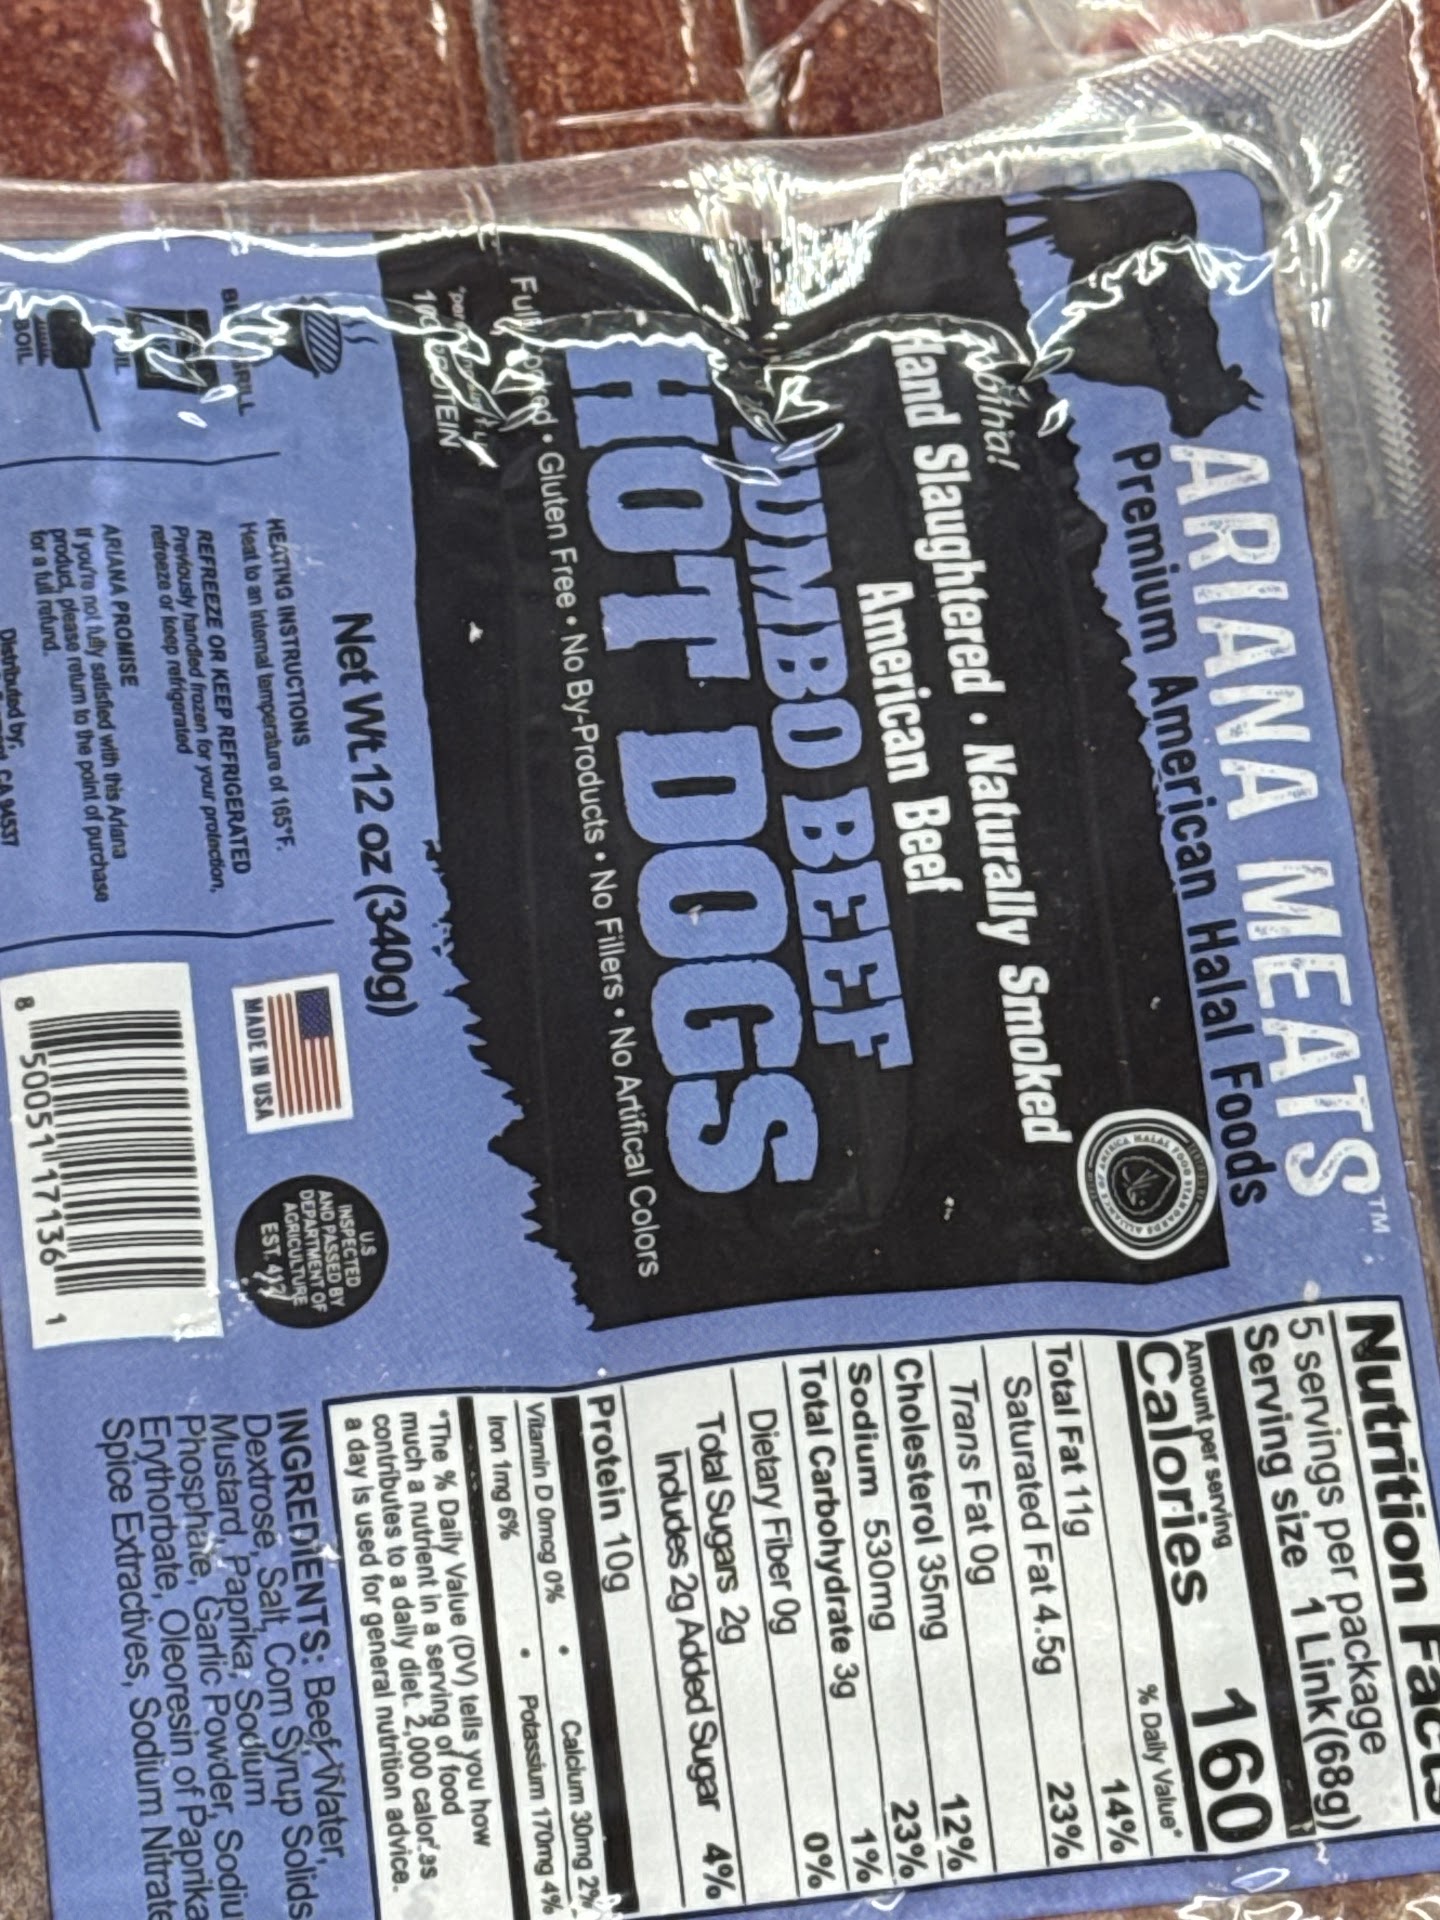 ARIANA MEATS™
Premium American Halal Foods
Hand Slaughtered • Naturally Smoked
American Beef
JUMBO BEEF
HOT DOGS
Gluten Free • No By-Products • No Fillers • No Artifical Colors
Net Wt.12 oz (340g)
GRILL
BOIL
HEATING INSTRUCTIONS
Heat to an internal temperature of 165°F.
REFREEZE OR KEEP REFRIGERATED
Previously handled frozen for your protection,
refreeze or keep refrigerated
ARIANA PROMISE
If you're not fully satisfied with this Ariana
product, please return to the point of purchase
for a full refund.
Distributed by,
CA 94537
MADE IN USA
U.S
INSPECTED
AND PASSED BY
DEPARTMENT OF
AGRICULTURE
EST.
8 50051 17136 1
Nutrition Facts
5 servings per package
Serving size 1 Link (68g)
Amount per serving
Calories 160
% Daily Value*
Total Fat 11g 14%
Saturated Fat 4.5g 23%
Trans Fat 0g
Cholesterol 35mg 12%
Sodium 530mg 23%
Total Carbohydrate 3g 1%
Dietary Fiber 0g 0%
Total Sugars 2g
Includes 2g Added Sugar 4%
Protein 10g
Vitamin D 0mcg 0% • Calcium 30mg 2%
Iron 1mg 6% • Potassium 170mg 4%
*The % Daily Value (DV) tells you how
much a nutrient in a serving of food
contributes to a daily diet. 2,000 calor.as
a day is used for general nutrition advice.
INGREDIENTS: Beef, Water,
Dextrose, Salt, Corn Syrup Solids
Mustard, Paprika, Sodium
Phosphate, Garlic Powder, Sodiu
Erythorbate, Oleoresin of Paprika
Spice Extractives, Sodium Nitrate